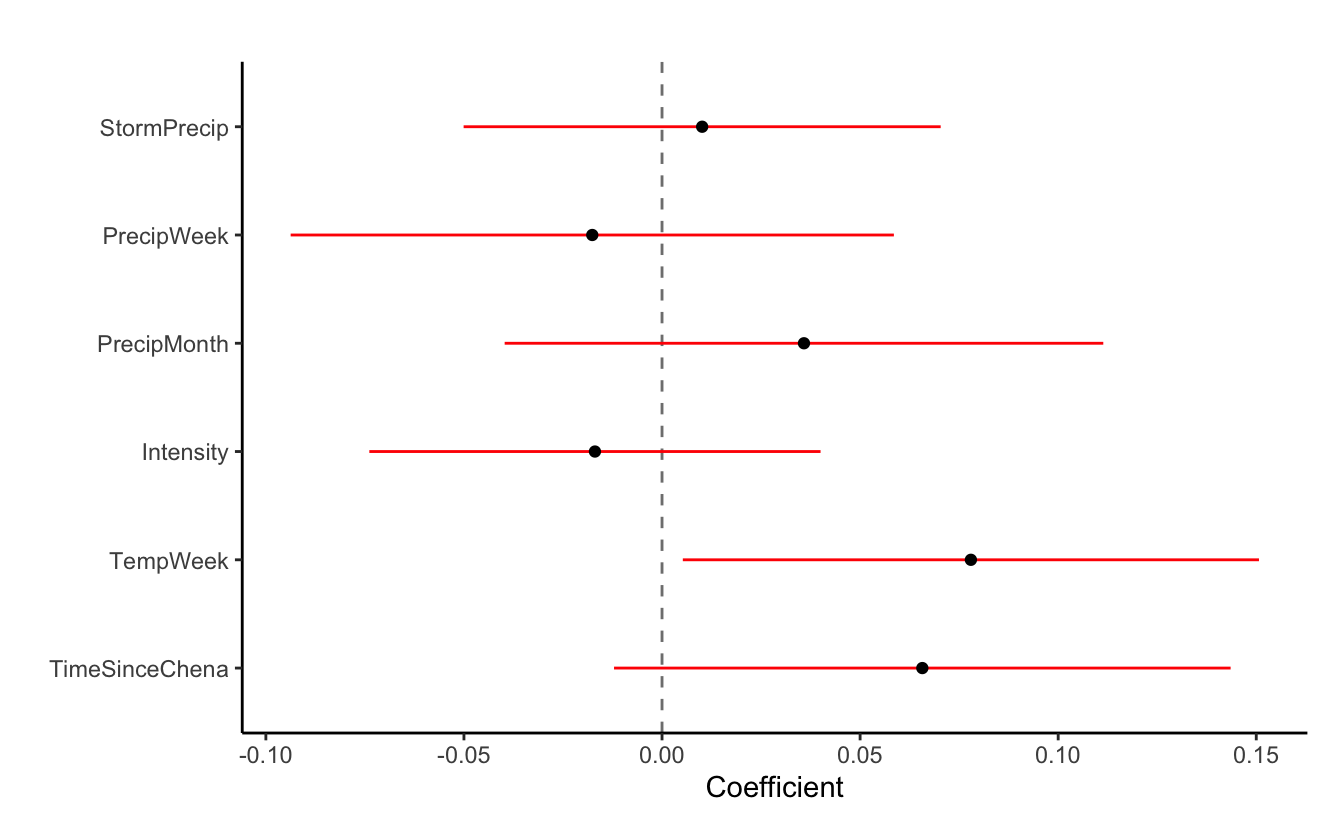 StormPrecip
PrecipWeek
PrecipMonth
Intensity
TempWeek
TimeSinceChena
-0.10 -0.05 0.00 0.05 0.10 0.15
Coefficient